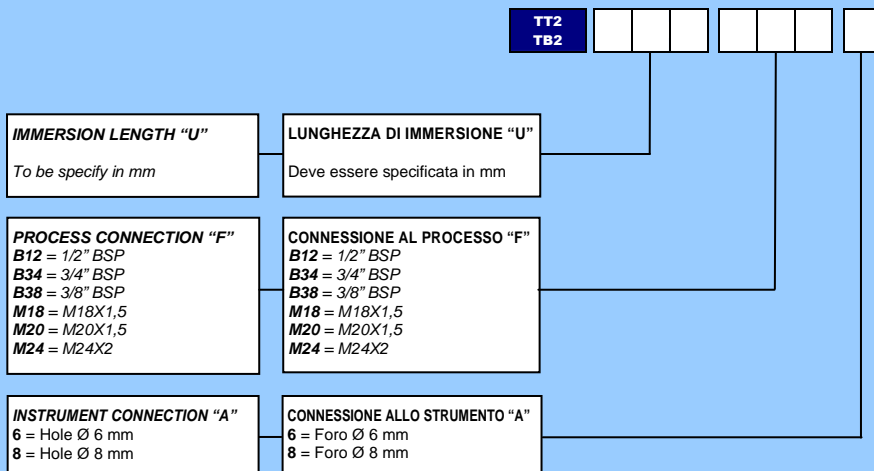 TT2
TB2
IMMERSION LENGTH “U”
To be specify in mm
LUNGHEZZA DI IMMERSIONE “U”
Deve essere specificata in mm
PROCESS CONNECTION “F”
B12 = 1/2” BSP
B34 = 3/4” BSP
B38 = 3/8” BSP
M18 = M18X1,5
M20 = M20X1,5
M24 = M24X2
CONNESSIONE AL PROCESSO “F”
B12 = 1/2” BSP
B34 = 3/4” BSP
B38 = 3/8” BSP
M18 = M18X1,5
M20 = M20X1,5
M24 = M24X2
INSTRUMENT CONNECTION “A”
6 = Hole Ø 6 mm
8 = Hole Ø 8 mm
CONNESSIONE ALLO STRUMENTO “A”
6 = Foro Ø 6 mm
8 = Foro Ø 8 mm